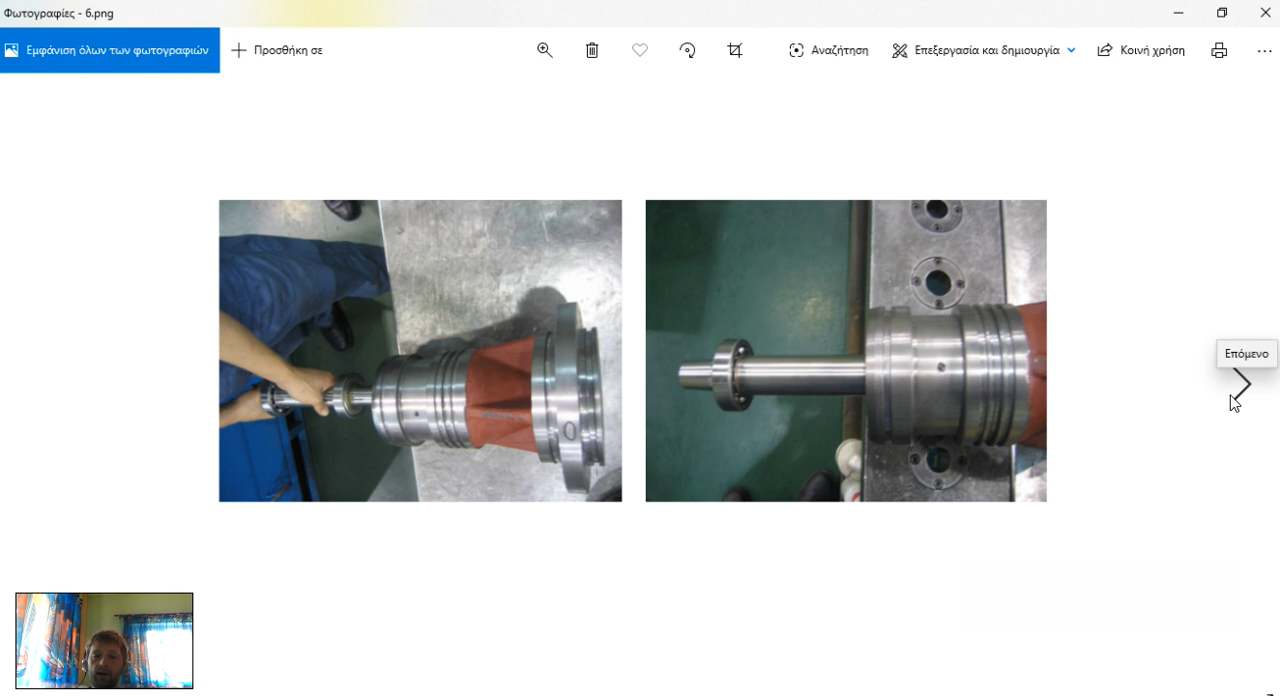 Φωτογραφίες - 6.png
Εμφάνιση όλων των φωτογραφιών
Προσθήκη σε
Αναζήτηση
Επεξεργασία και δημιουργία
Κοινή χρήση
Επόμενο